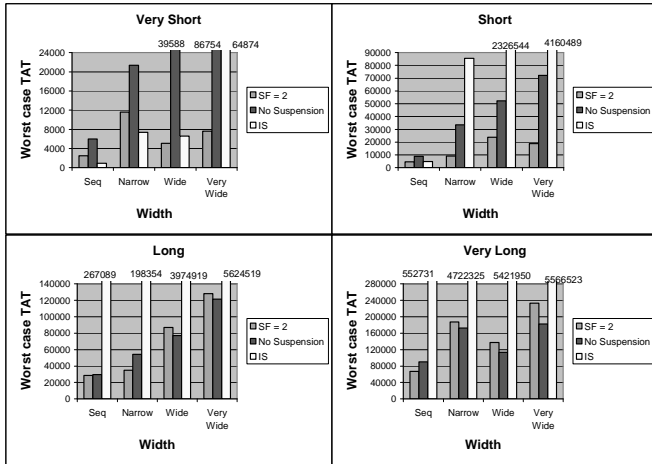 Very Short
39588 86754 64874
24000
20000
16000
12000
8000
4000
0
Worst case TAT
Seq Narrow Wide Very Wide
Width
SF = 2
No Suspension
IS
Short
2326544 4160489
90000
80000
70000
60000
50000
40000
30000
20000
10000
0
Worst case TAT
Seq Narrow Wide Very Wide
Width
SF = 2
No Suspension
IS
Long
267089 198354 3974919 5624519
140000
120000
100000
80000
60000
40000
20000
0
Worst case TAT
Seq Narrow Wide Very Wide
Width
SF = 2
No Suspension
IS
Very Long
552731 4722325 5421950 5566523
280000
240000
200000
160000
120000
80000
40000
0
Worst case TAT
Seq Narrow Wide Very Wide
Width
SF = 2
No Suspension
IS